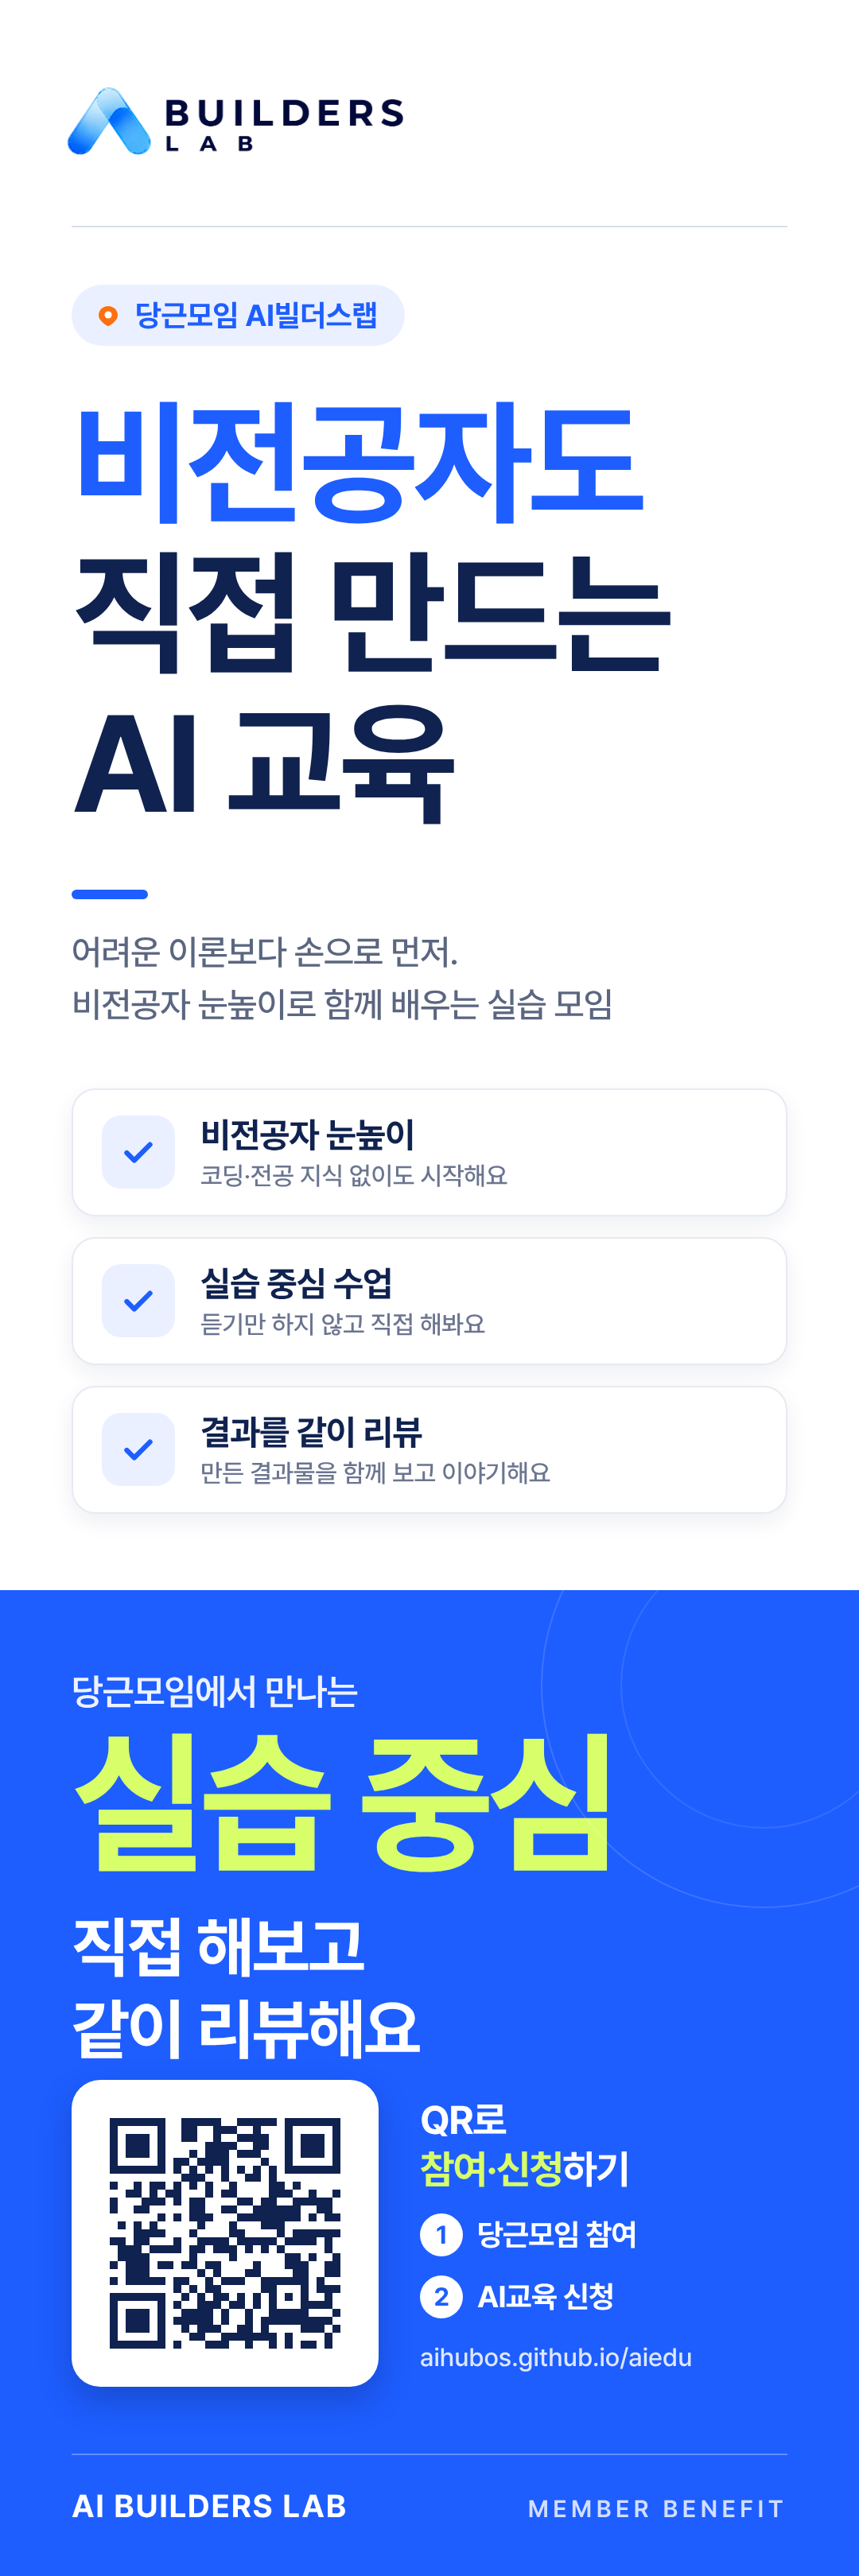 BUILDERS
LAB
당근모임 AI빌더스랩
비전공자도
직접 만드는
AI 교육
어려운 이론보다 손으로 먼저.
비전공자 눈높이로 함께 배우는 실습 모임
비전공자 눈높이
코딩·전공 지식 없이도 시작해요
실습 중심 수업
듣기만 하지 않고 직접 해봐요
결과를 같이 리뷰
만든 결과물을 함께 보고 이야기해요
당근모임에서 만나는
실습 중심
직접 해보고
같이 리뷰해요
QR로
참여·신청하기
1 당근모임 참여
2 AI교육 신청
aihubos.github.io/aiedu
AI BUILDERS LAB
MEMBER BENEFIT